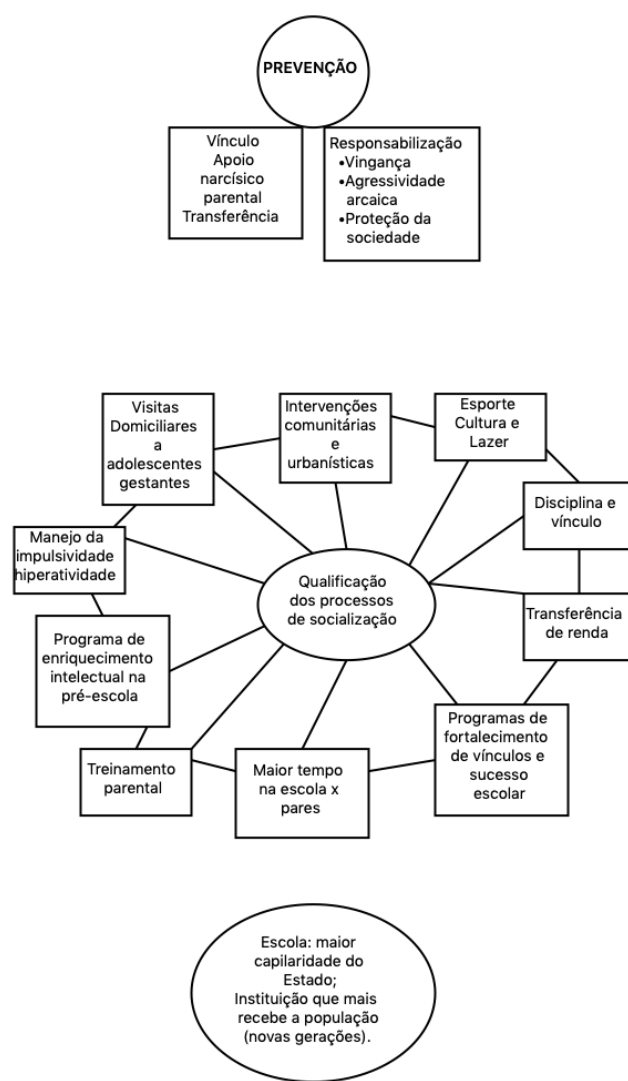 PREVENÇÃO
Vínculo
Apoio
narcísico
parental
Transferência
Responsabilização
•Vingança
•Agressividade
arcaica
•Proteção da
sociedade
Visitas
Domiciliares
a
adolescentes
gestantes
Intervenções
comunitárias
e
urbanísticas
Esporte
Cultura e
Lazer
Disciplina e
vínculo
Manejo da
impulsividade
hiperatividade
Qualificação
dos processos
de socialização
Transferência
de renda
Programa de
enriquecimento
intelectual na
pré-escola
Programas de
fortalecimento
de vínculos e
sucesso
escolar
Treinamento
parental
Maior tempo
na escola x
pares
Escola: maior
capilaridade do
Estado;
Instituição que mais
recebe a população
(novas gerações).